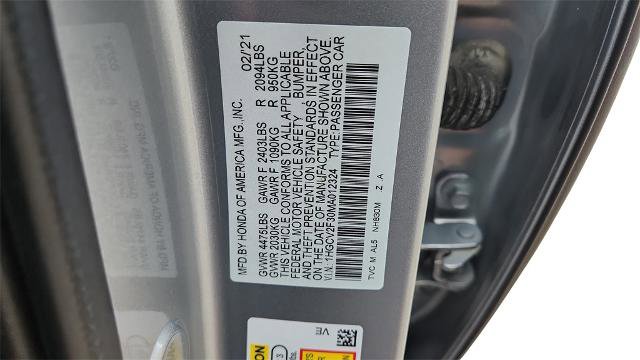 MFD BY HONDA OF AMERICA MFG., INC. 02/'21
GVWR 4475LBS GAWR F 2403LBS R 2094LBS
GVWR 2030KG GAWR F 1090KG R 950KG
THIS VEHICLE CONFORMS TO ALL APPLICABLE
FEDERAL MOTOR VEHICLE SAFETY , BUMPER,
AND THEFT PREVENTION STANDARDS IN EFFECT
ON THE DATE OF MANUFACTURE SHOWN ABOVE.
V.I.N.: 1HGCV2F30MA012324 TYPE:PASSENGER CAR
TVC M AL5 NH883M Z A
VE